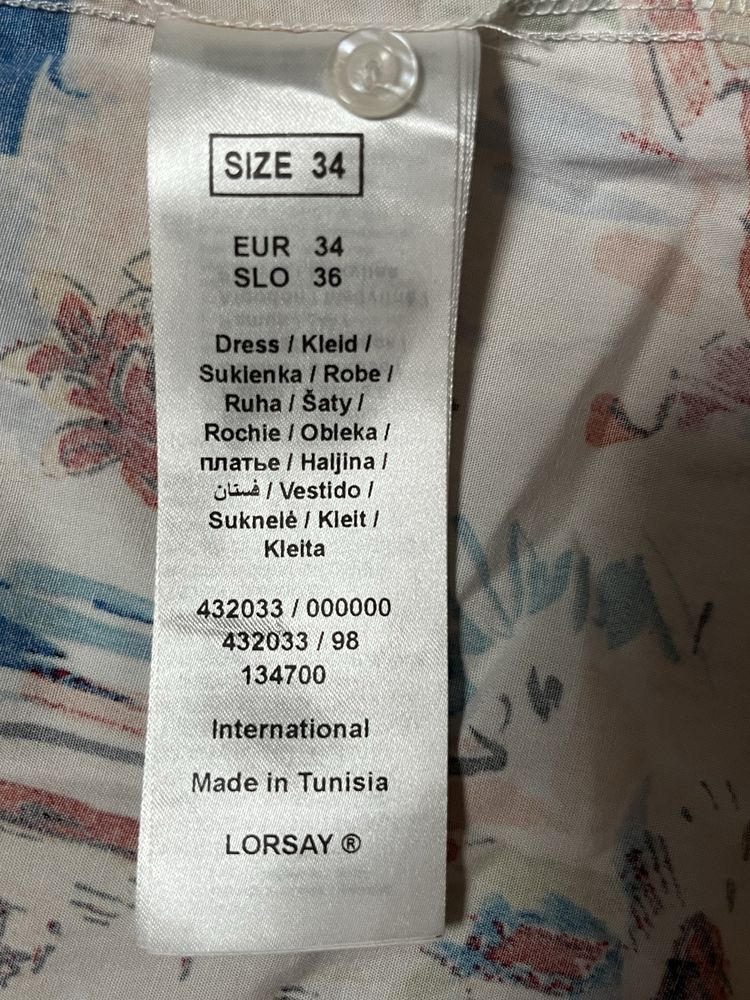 SIZE 34
EUR 34
SLO 36
Dress / Kleid /
Sukienka / Robe /
Ruha / Šaty /
Rochie / Obleka /
платье / Haljina /
فستان / Vestido /
Suknelė / Kleit /
Kleita
432033 / 000000
432033 / 98
134700
International
Made in Tunisia
LORSAY ®